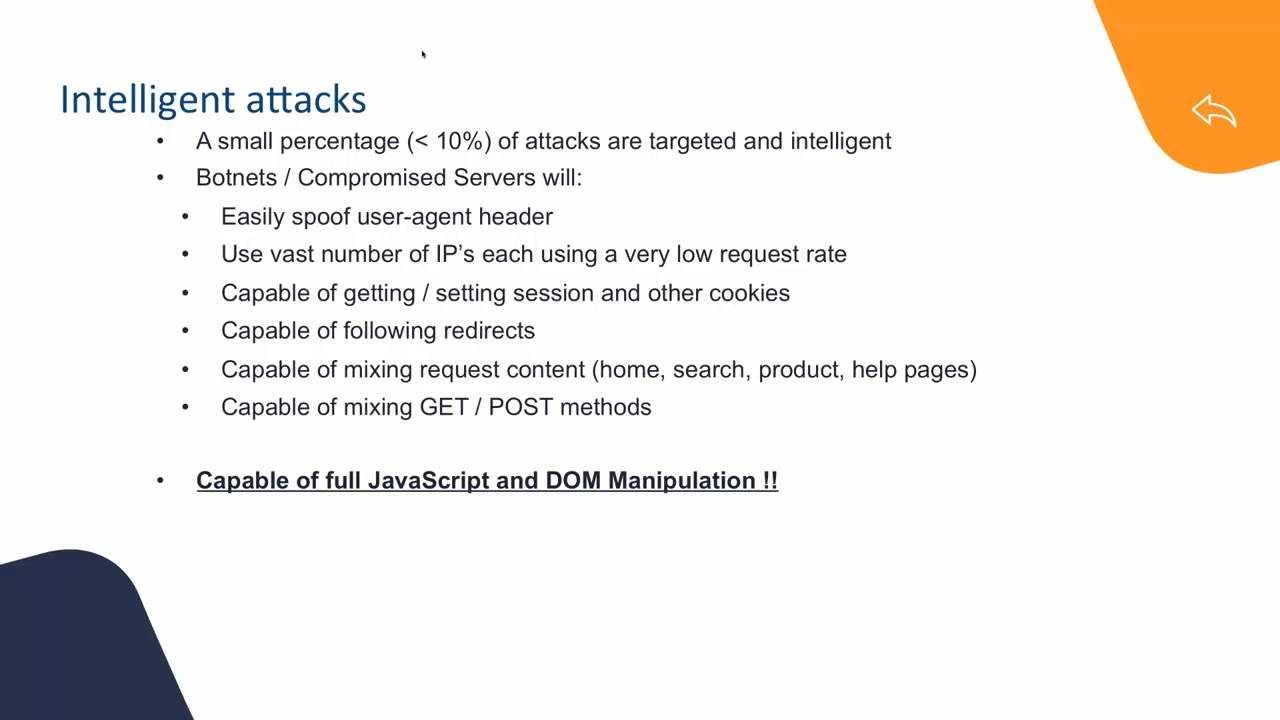 Intelligent attacks
• A small percentage (< 10%) of attacks are targeted and intelligent
• Botnets / Compromised Servers will:
• Easily spoof user-agent header
• Use vast number of IP’s each using a very low request rate
• Capable of getting / setting session and other cookies
• Capable of following redirects
• Capable of mixing request content (home, search, product, help pages)
• Capable of mixing GET / POST methods
• Capable of full JavaScript and DOM Manipulation !!